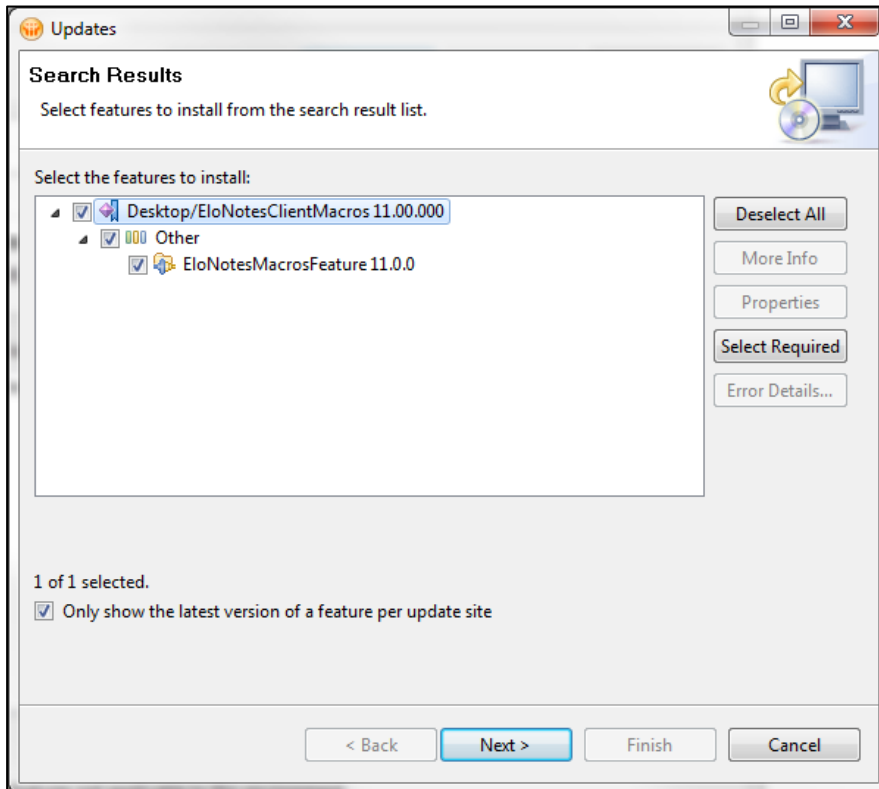 Updates
Search Results
Select features to install from the search result list.
Select the features to install:
Desktop/EloNotesClientMacros 11.00.000
Other
EloNotesMacrosFeature 11.0.0
Deselect All
More Info
Properties
Select Required
Error Details...
1 of 1 selected.
Only show the latest version of a feature per update site
< Back
Next >
Finish
Cancel